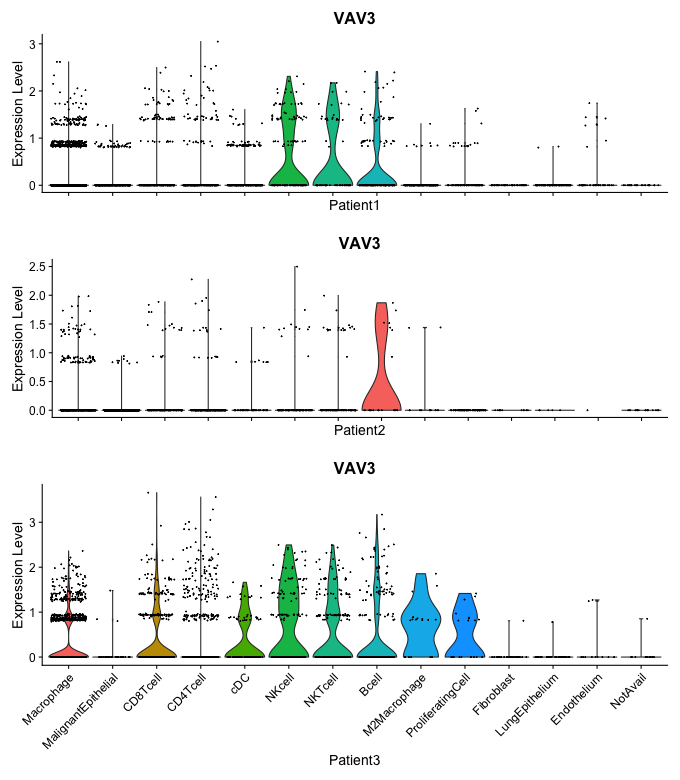 VAV3
Expression Level
3
2
1
0
Patient1
VAV3
Expression Level
2.5
2.0
1.5
1.0
0.5
0.0
Patient2
VAV3
Expression Level
3
2
1
0
Macrophage
MalignantEpithelial
CD8Tcell
CD4Tcell
cDC
NKcell
NKTcell
Bcell
M2Macrophage
ProliferatingCell
Fibroblast
LungEpithelium
Endothelium
NotAvail
Patient3